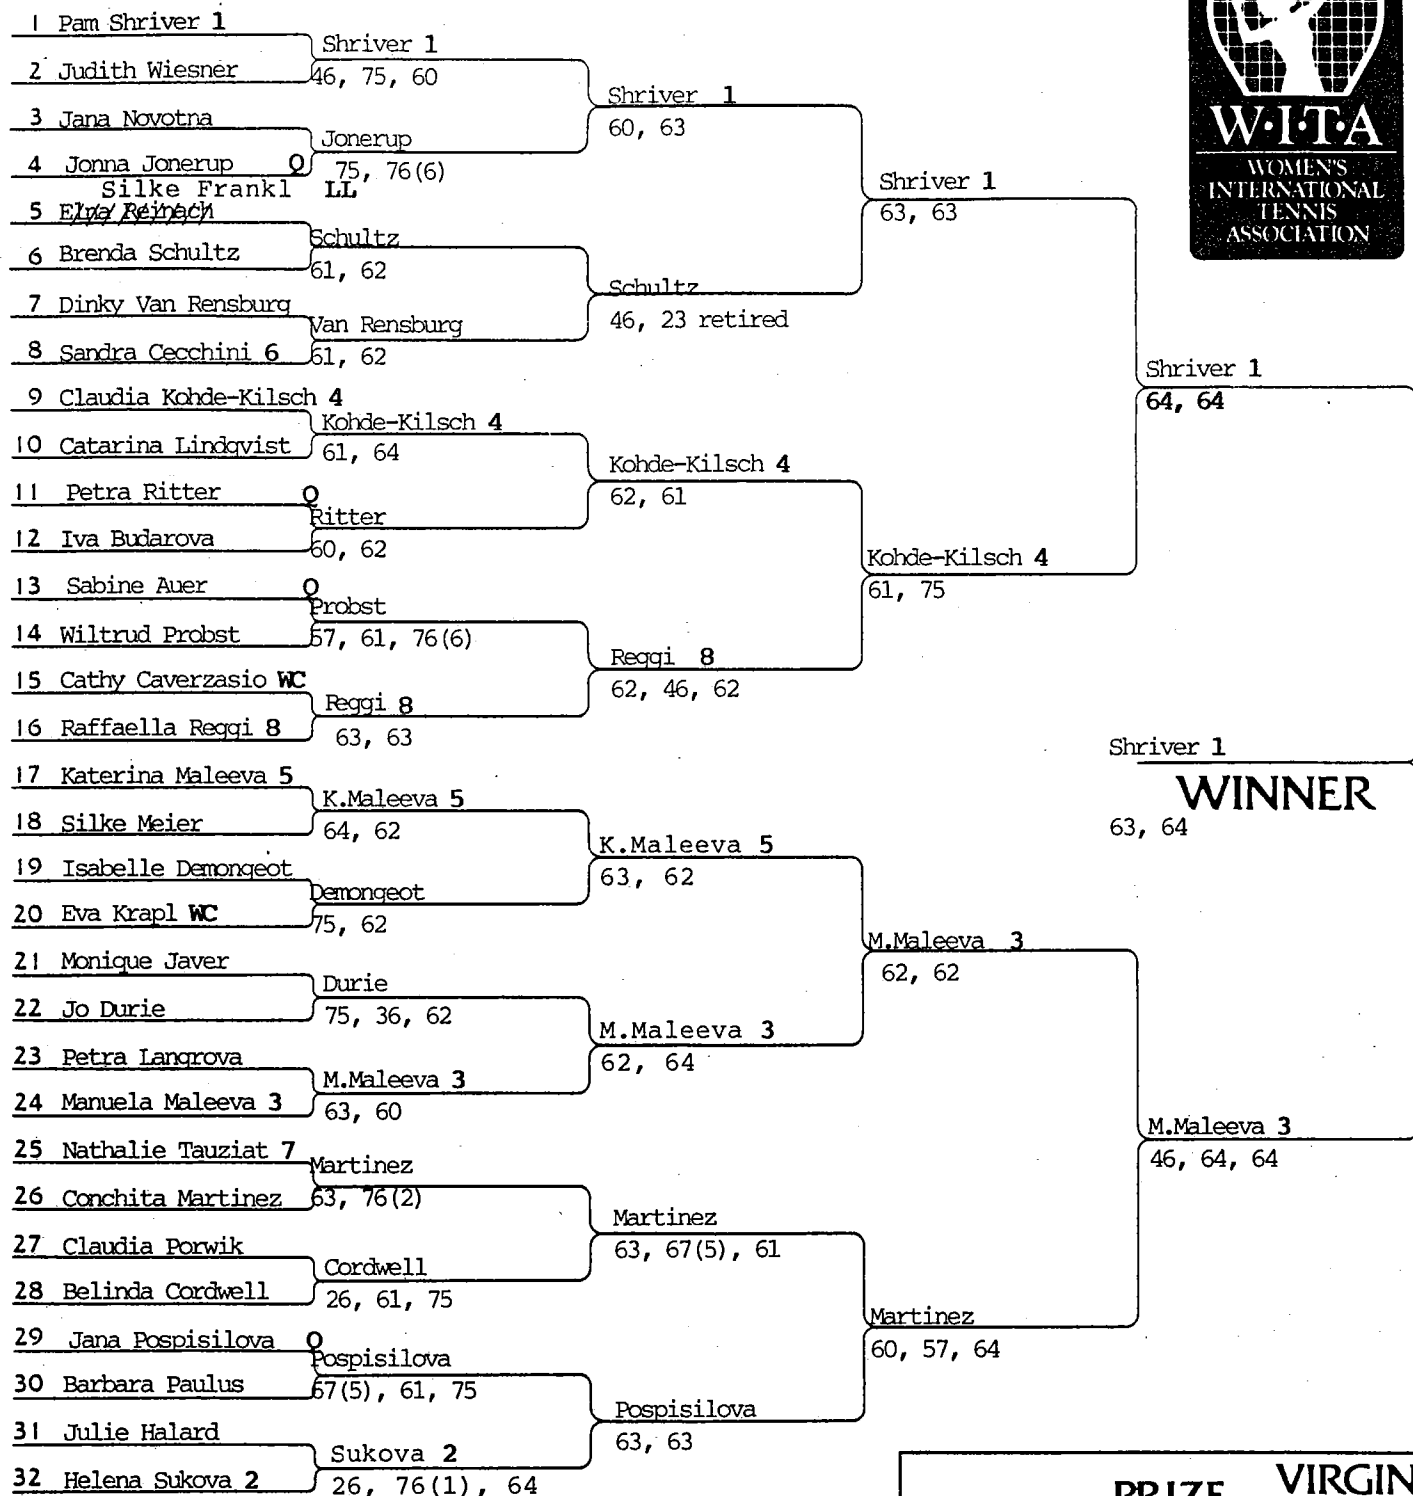 1 Pam Shriver 1
2 Judith Wiesner
3 Jana Novotna
4 Jonna Jonerup Q
Silke Frankl LL
5 Elna Reinach
6 Brenda Schultz
7 Dinky Van Rensburg
8 Sandra Cecchini 6
9 Claudia Kohde-Kilsch 4
10 Catarina Lindqvist
11 Petra Ritter Q
12 Iva Budarova
13 Sabine Auer Q
14 Wiltrud Probst
15 Cathy Caverzasio WC
16 Raffaella Reggi 8
17 Katerina Maleeva 5
18 Silke Meier
19 Isabelle Demongeot
20 Eva Krapl WC
21 Monique Javer
22 Jo Durie
23 Petra Langrova
24 Manuela Maleeva 3
25 Nathalie Tauziat 7
26 Conchita Martinez
27 Claudia Porwik
28 Belinda Cordwell
29 Jana Pospisilova Q
30 Barbara Paulus
31 Julie Halard
32 Helena Sukova 2
Shriver 1
46, 75, 60
Jonerup
75, 76(6)
Schultz
61, 62
Van Rensburg
61, 62
Kohde-Kilsch 4
61, 64
Ritter
60, 62
Probst
57, 61, 76(6)
Reggi 8
63, 63
K.Maleeva 5
64, 62
Demongeot
75, 62
Durie
75, 36, 62
M.Maleeva 3
63, 60
Martinez
63, 76(2)
Cordwell
26, 61, 75
Pospisilova
67(5), 61, 75
Sukova 2
26, 76(1), 64
Shriver 1
60, 63
Schultz
46, 23 retired
Kohde-Kilsch 4
62, 61
Reggi 8
62, 46, 62
K.Maleeva 5
63, 62
M.Maleeva 3
62, 64
Martinez
63, 67(5), 61
Pospisilova
63, 63
Shriver 1
63, 63
Kohde-Kilsch 4
61, 75
M.Maleeva 3
62, 62
Martinez
60, 57, 64
Shriver 1
64, 64
M.Maleeva 3
46, 64, 64
Shriver 1
WINNER
63, 64
W·I·T·A
WOMEN'S
INTERNATIONAL
TENNIS
ASSOCIATION
PRIZE VIRGIN